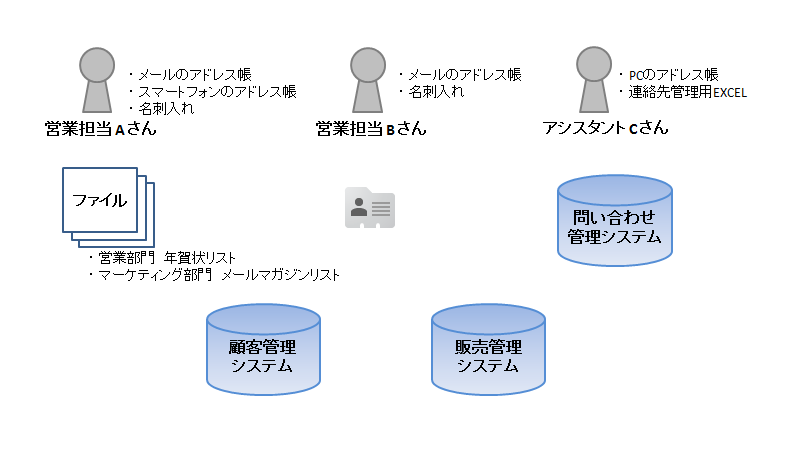 ・メールのアドレス帳
・スマートフォンのアドレス帳
・名刺入れ
営業担当Aさん
・メールのアドレス帳
・名刺入れ
営業担当Bさん
・PCのアドレス帳
・連絡先管理用EXCEL
アシスタントCさん
ファイル
・営業部門 年賀状リスト
・マーケティング部門 メールマガジンリスト
問い合わせ
管理システム
顧客管理
システム
販売管理
システム